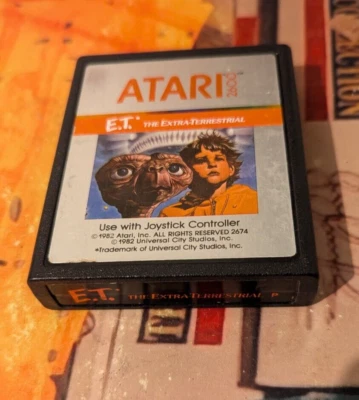 ATARI 2600
E.T.* THE EXTRA-TERRESTRIAL
Use with Joystick Controller
©1982 Atari, Inc. ALL RIGHTS RESERVED 2674
©1982 Universal City Studios, Inc.
*Trademark of Universal City Studios, Inc.
E.T.* THE EXTRA-TERRESTRIAL P